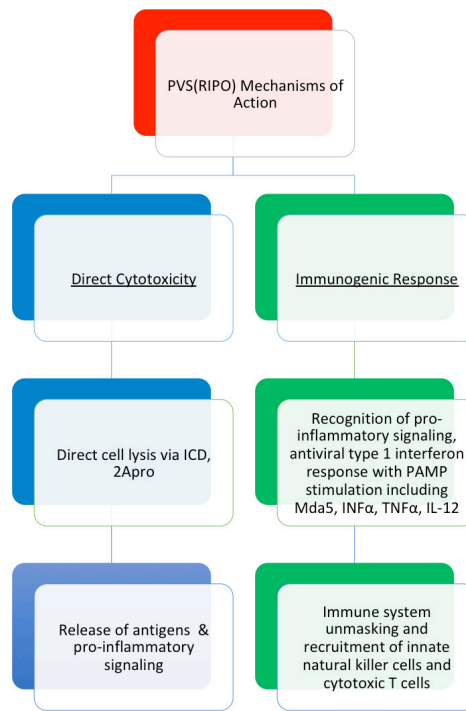 PVS(RIPO) Mechanisms of
Action
Direct Cytotoxicity
Immunogenic Response
Direct cell lysis via ICD,
2Apro
Recognition of pro-
inflammatory signaling,
antiviral type 1 interferon
response with PAMP
stimulation including
Mda5, INFα, TNFα, IL-12
Release of antigens & 
pro-inflammatory
signaling
Immune system
unmasking and
recruitment of innate
natural killer cells and
cytotoxic T cells